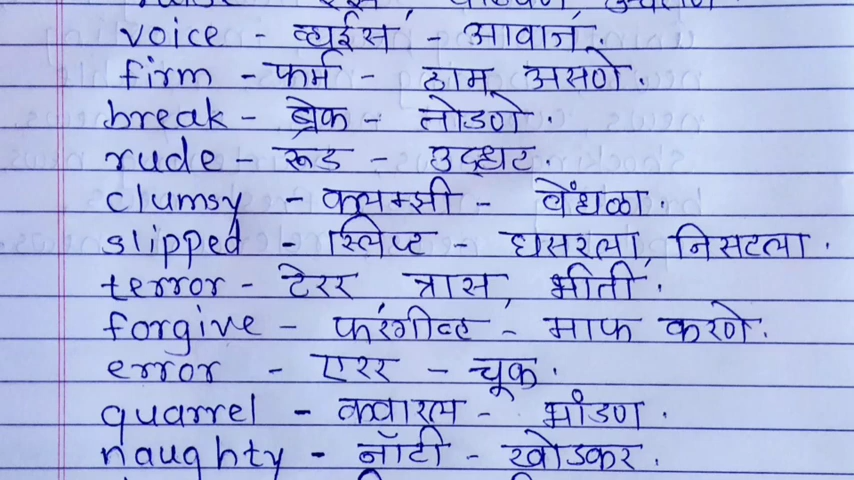 voice - व्हाईस - आवाज.
firm - फर्म - ठाम असणे.
break - ब्रेक - तोडणे.
rude - रूड - उद्धट
clumsy - क्लम्झी - वेंधळा.
slipped - स्लिप्ट - घसरला, निसटला.
terror - टेरर त्रास, भीती.
forgive - फरगीव्ह - माफ करणे.
error - एरर - चूक.
quarrel - क्वारल - भांडण.
naughty - नॉटी - खोडकर.